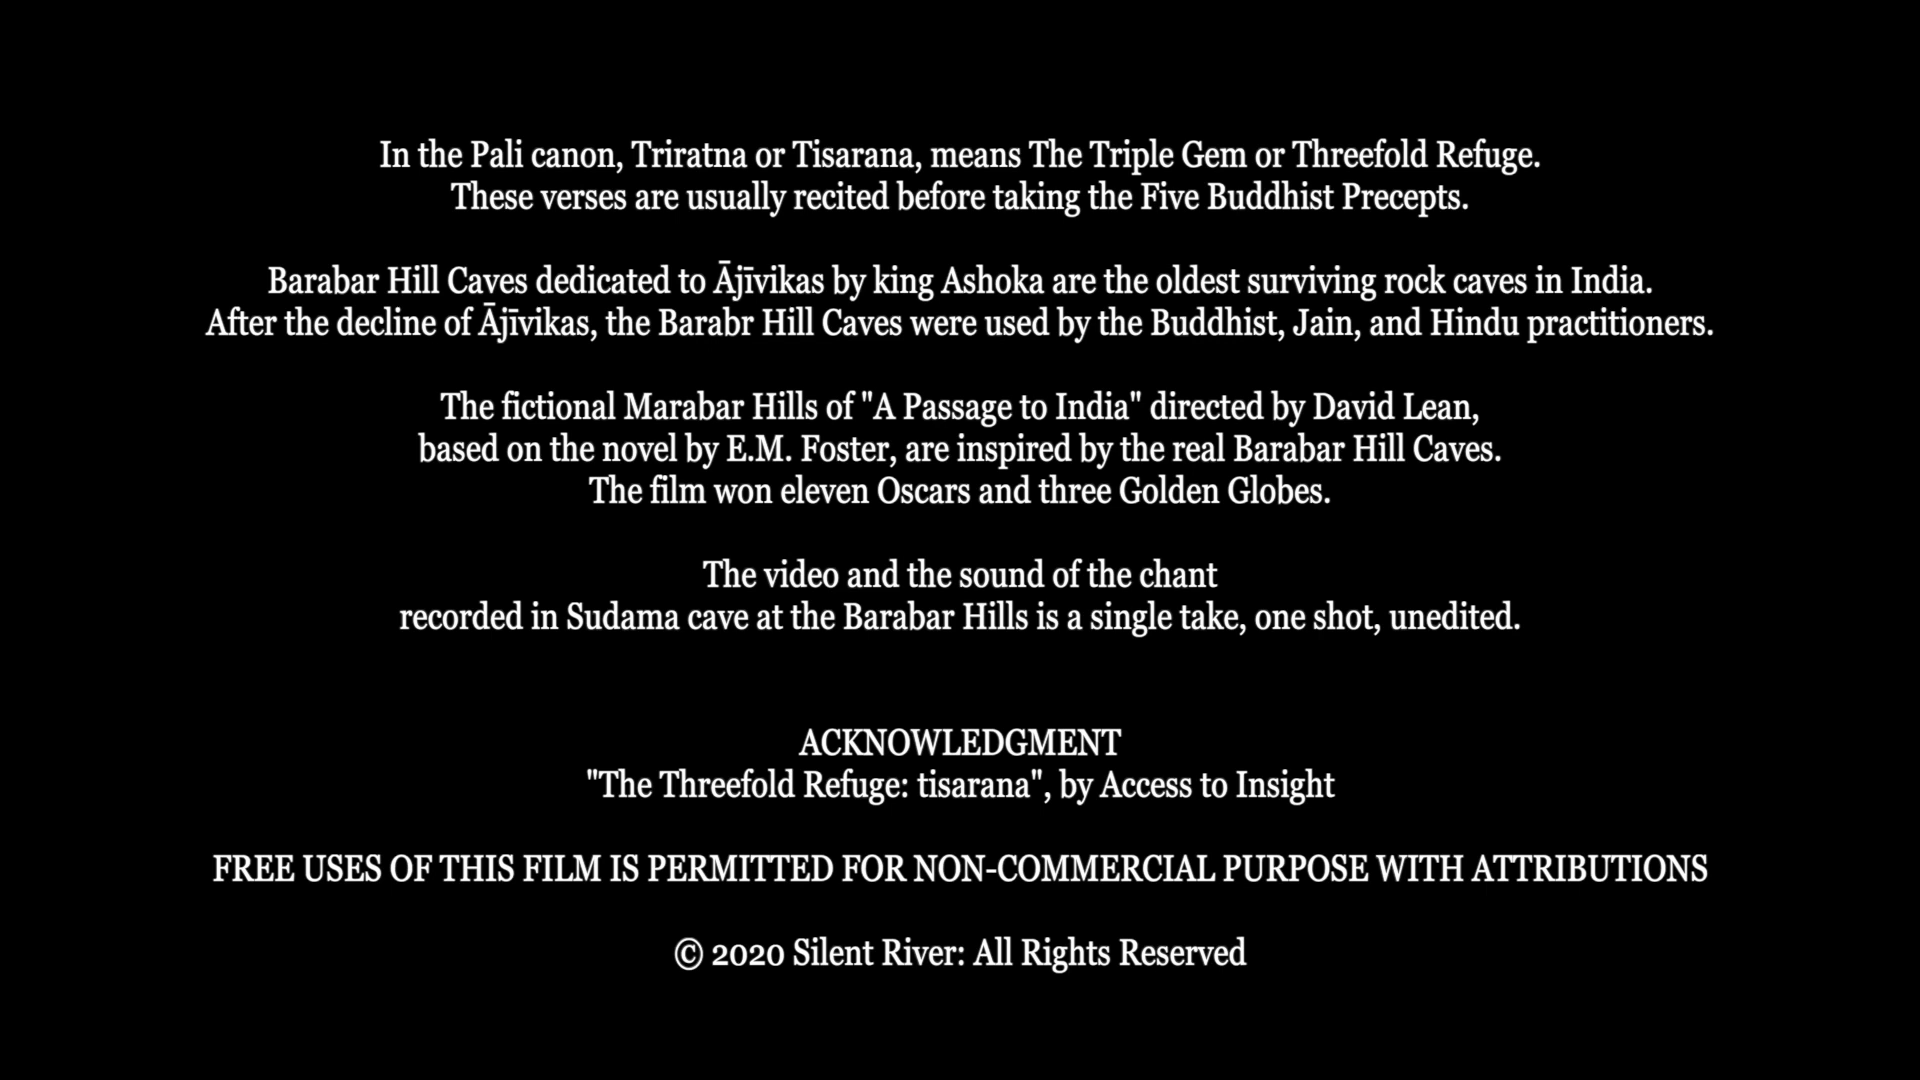 In the Pali canon, Triratna or Tisarana, means The Triple Gem or Threefold Refuge.
These verses are usually recited before taking the Five Buddhist Precepts.
Barabar Hill Caves dedicated to Ājīvikas by king Ashoka are the oldest surviving rock caves in India.
After the decline of Ājīvikas, the Barabr Hill Caves were used by the Buddhist, Jain, and Hindu practitioners.
The fictional Marabar Hills of "A Passage to India" directed by David Lean,
based on the novel by E.M. Foster, are inspired by the real Barabar Hill Caves.
The film won eleven Oscars and three Golden Globes.
The video and the sound of the chant
recorded in Sudama cave at the Barabar Hills is a single take, one shot, unedited.
ACKNOWLEDGMENT
"The Threefold Refuge: tisarana", by Access to Insight
FREE USES OF THIS FILM IS PERMITTED FOR NON-COMMERCIAL PURPOSE WITH ATTRIBUTIONS
© 2020 Silent River: All Rights Reserved